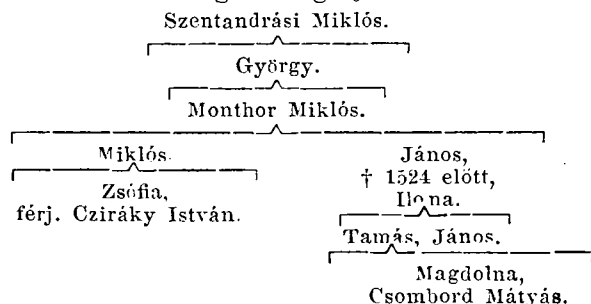 Szentandrási Miklós.
György.
Monthor Miklós.
Miklós.
Zsófia,
férj. Cziráky István.
János,
† 1524 előtt,
Ilona.
Tamás, János.
Magdolna,
Csombord Mátyás.